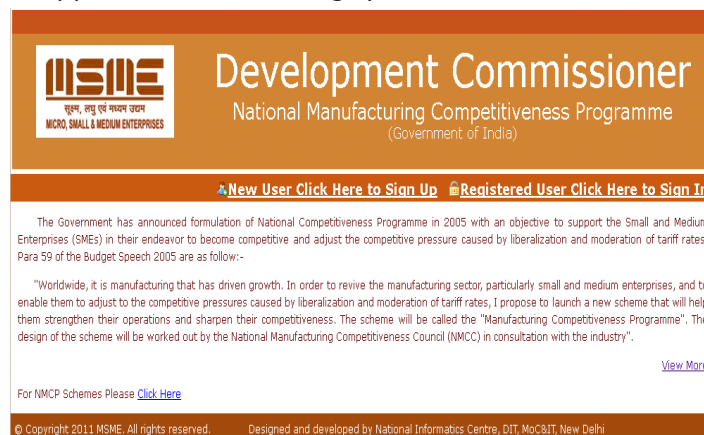 msme
सूक्ष्म, लघु एवं मध्यम उद्यम
MICRO, SMALL & MEDIUM ENTERPRISES
Development Commissioner
National Manufacturing Competitiveness Programme
(Government of India)
New User Click Here to Sign Up Registered User Click Here to Sign In
The Government has announced formulation of National Competitiveness Programme in 2005 with an objective to support the Small and Medium
Enterprises (SMEs) in their endeavor to become competitive and adjust the competitive pressure caused by liberalization and moderation of tariff rates.
Para 59 of the Budget Speech 2005 are as follow:-
"Worldwide, it is manufacturing that has driven growth. In order to revive the manufacturing sector, particularly small and medium enterprises, and to
enable them to adjust to the competitive pressures caused by liberalization and moderation of tariff rates, I propose to launch a new scheme that will help
them strengthen their operations and sharpen their competitiveness. The scheme will be called the "Manufacturing Competitiveness Programme". The
design of the scheme will be worked out by the National Manufacturing Competitiveness Council (NMCC) in consultation with the industry".
View More
For NMCP Schemes Please Click Here
© Copyright 2011 MSME. All rights reserved. Designed and developed by National Informatics Centre, DIT, MoC&IT, New Delhi